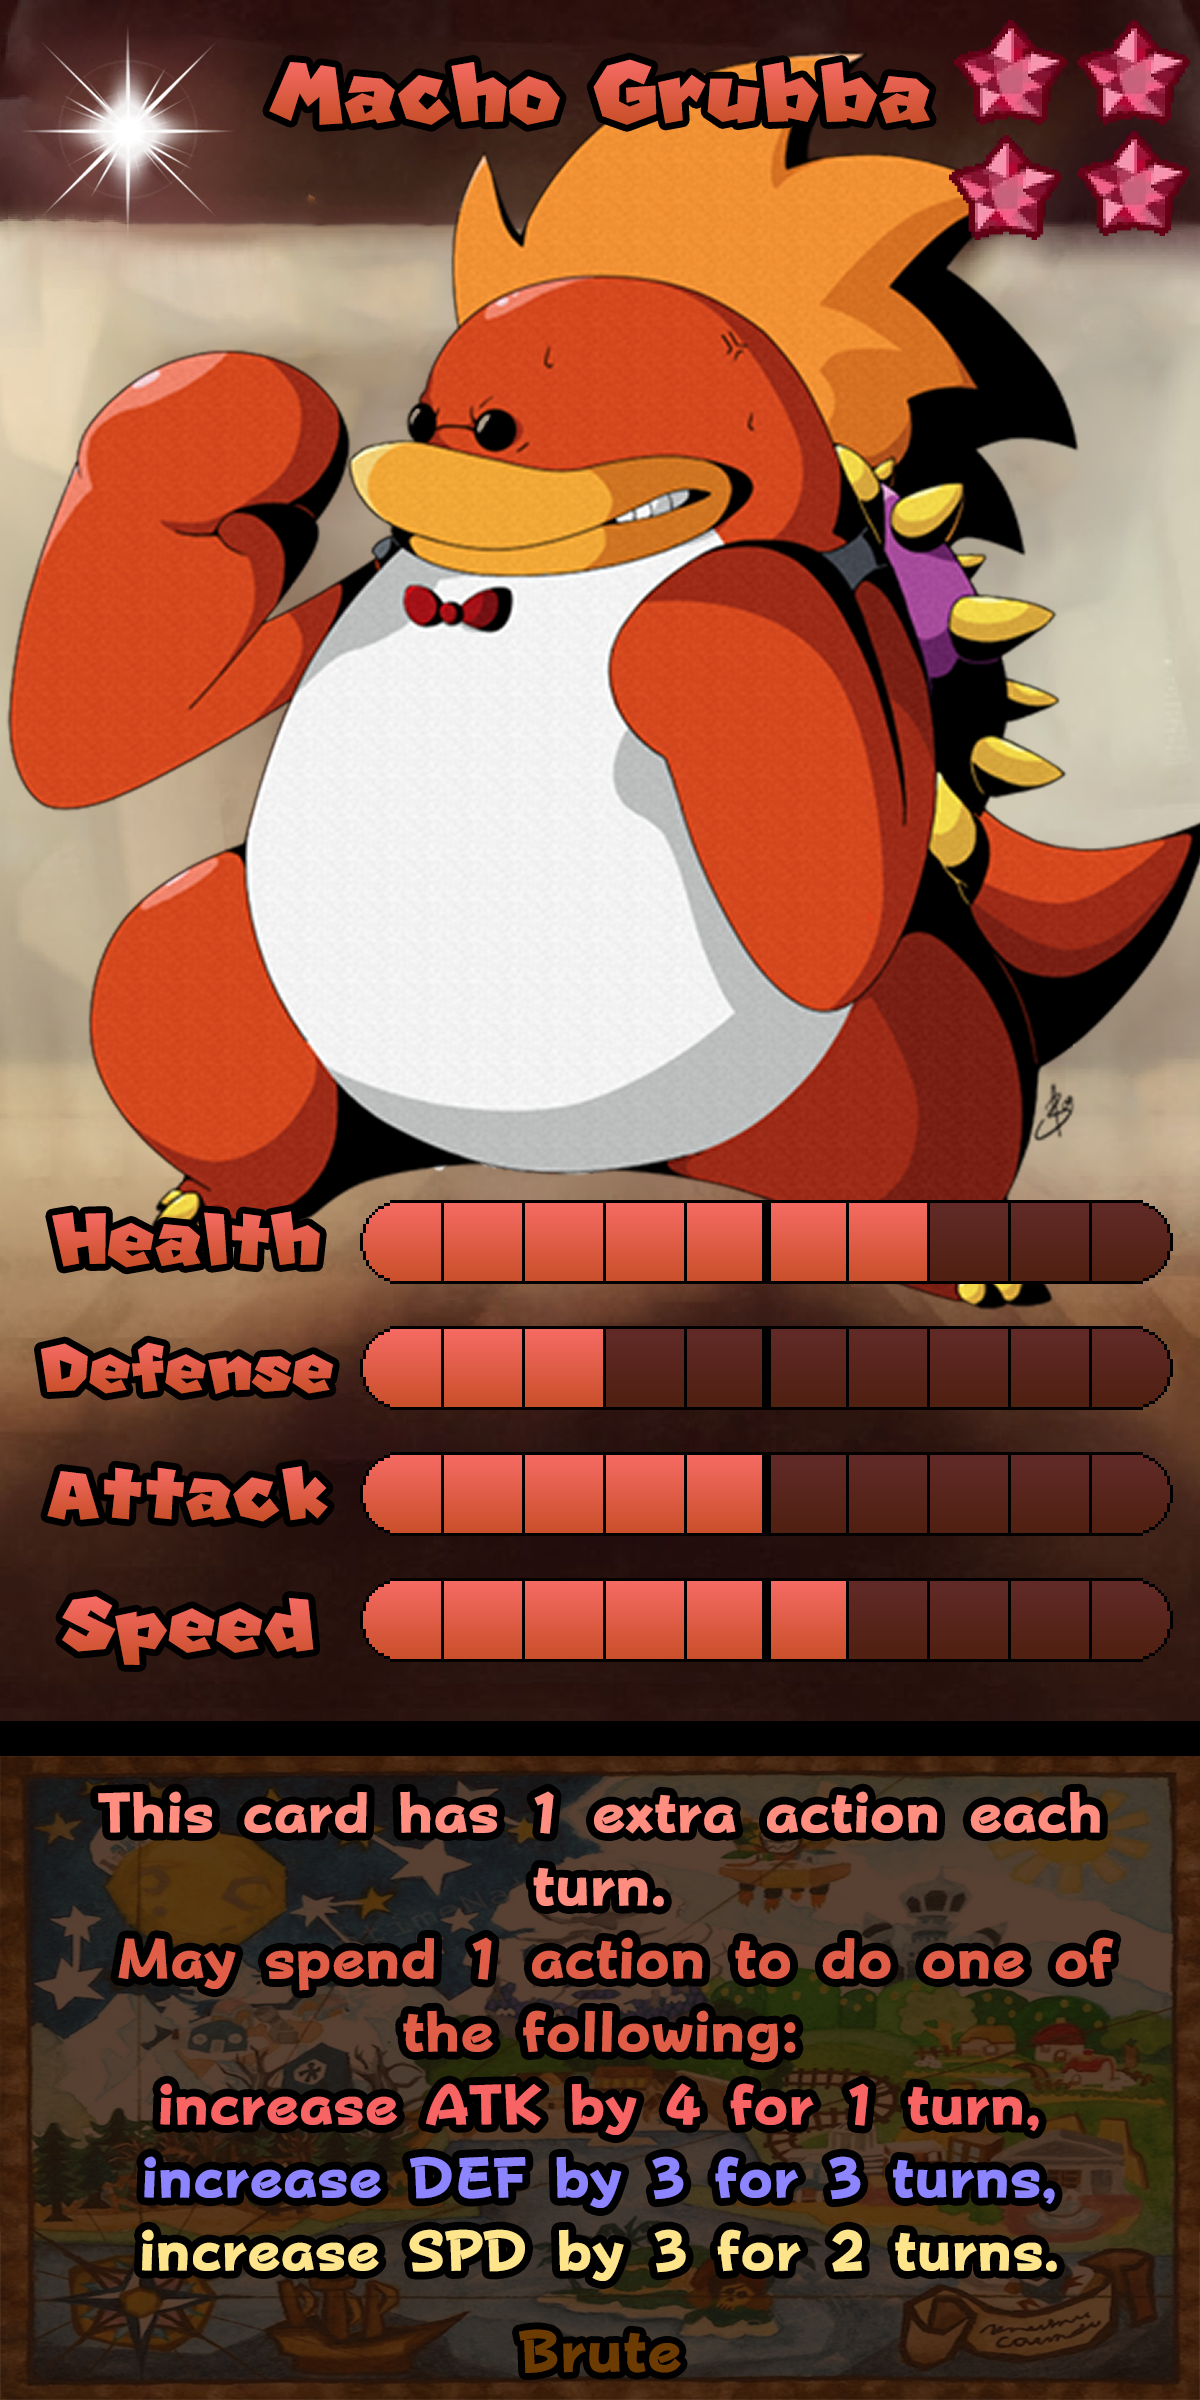 Macho Grubba
Health
Defense
Attack
Speed
This card has 1 extra action each
turn.
May spend 1 action to do one of
the following:
increase ATK by 4 for 1 turn,
increase DEF by 3 for 3 turns,
increase SPD by 3 for 2 turns.
Brute